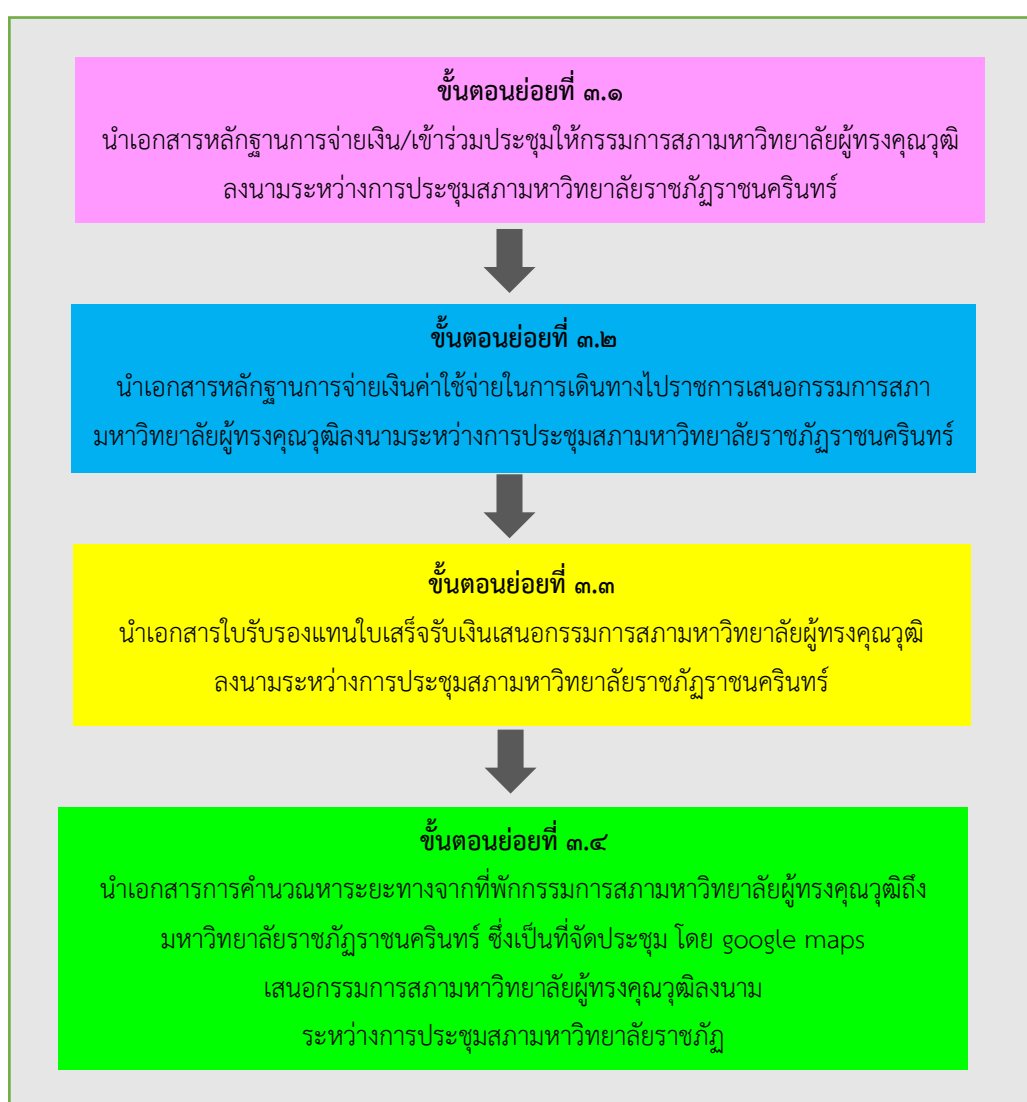 ขั้นตอนย่อยที่ ๓.๑
นำเอกสารหลักฐานการจ่ายเงิน/เข้าร่วมประชุมให้กรรมการสภามหาวิทยาลัยผู้ทรงคุณวุฒิ
ลงนามระหว่างการประชุมสภามหาวิทยาลัยราชภัฏราชนครินทร์
ขั้นตอนย่อยที่ ๓.๒
นำเอกสารหลักฐานการจ่ายเงินค่าใช้จ่ายในการเดินทางไปราชการเสนอกรรมการสภา
มหาวิทยาลัยผู้ทรงคุณวุฒิลงนามระหว่างการประชุมสภามหาวิทยาลัยราชภัฏราชนครินทร์
ขั้นตอนย่อยที่ ๓.๓
นำเอกสารใบรับรองแทนใบเสร็จรับเงินเสนอกรรมการสภามหาวิทยาลัยผู้ทรงคุณวุฒิ
ลงนามระหว่างการประชุมสภามหาวิทยาลัยราชภัฏราชนครินทร์
ขั้นตอนย่อยที่ ๓.๔
นำเอกสารการคำนวณหาระยะทางจากที่พักกรรมการสภามหาวิทยาลัยผู้ทรงคุณวุฒิถึง
มหาวิทยาลัยราชภัฏราชนครินทร์ ซึ่งเป็นที่จัดประชุม โดย google maps
เสนอกรรมการสภามหาวิทยาลัยผู้ทรงคุณวุฒิลงนาม
ระหว่างการประชุมสภามหาวิทยาลัยราชภัฏ